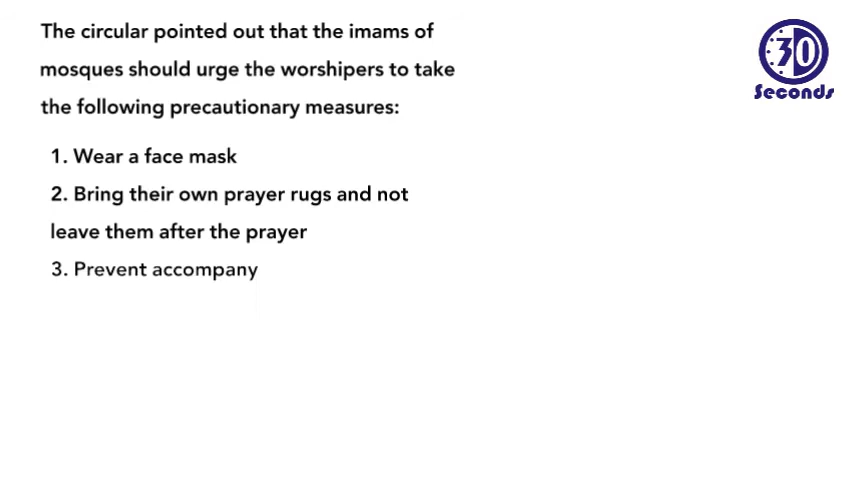 The circular pointed out that the imams of
mosques should urge the worshipers to take
the following precautionary measures:
1. Wear a face mask
2. Bring their own prayer rugs and not
leave them after the prayer
3. Prevent accompany
30
Seconds